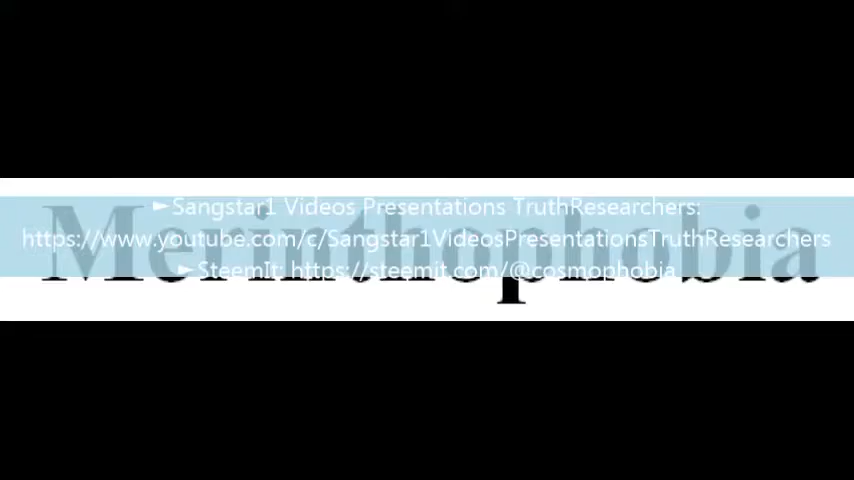 ►Sangstar1 Videos Presentations TruthResearchers:
https://www.youtube.com/c/Sangstar1VideosPresentationsTruthResearchers
►SteemIt: https://steemit.com/@cosmophobia
Merinthophobia